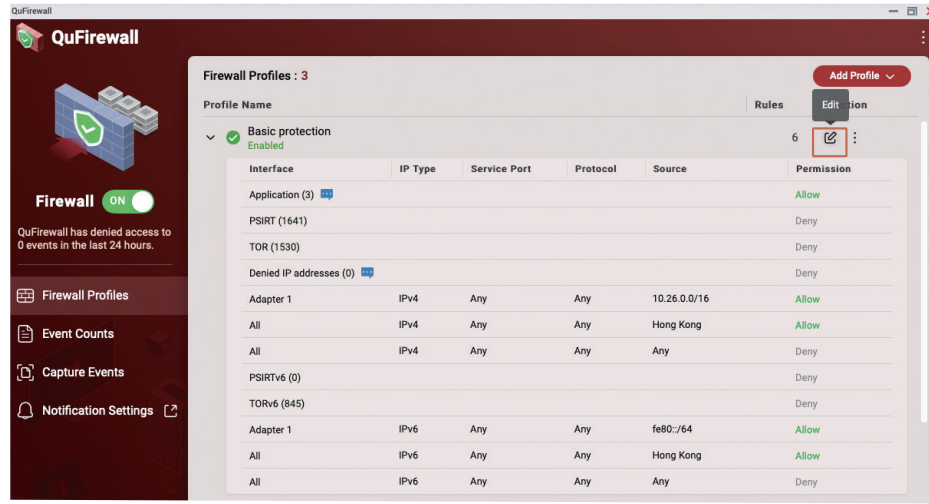 QuFirewall
QuFirewall
Firewall ON
QuFirewall has denied access to
0 events in the last 24 hours.
Firewall Profiles
Event Counts
Capture Events
Notification Settings
Firewall Profiles : 3
Add Profile
Profile Name Rules
Edit
Basic protection
Enabled
6
Interface IP Type Service Port Protocol Source Permission
Application (3) Allow
PSIRT (1641) Deny
TOR (1530) Deny
Denied IP addresses (0) Deny
Adapter 1 IPv4 Any Any 10.26.0.0/16 Allow
All IPv4 Any Any Hong Kong Allow
All IPv4 Any Any Any Deny
PSIRTv6 (0) Deny
TORv6 (845) Deny
Adapter 1 IPv6 Any Any fe80::/64 Allow
All IPv6 Any Any Hong Kong Allow
All IPv6 Any Any Any Deny